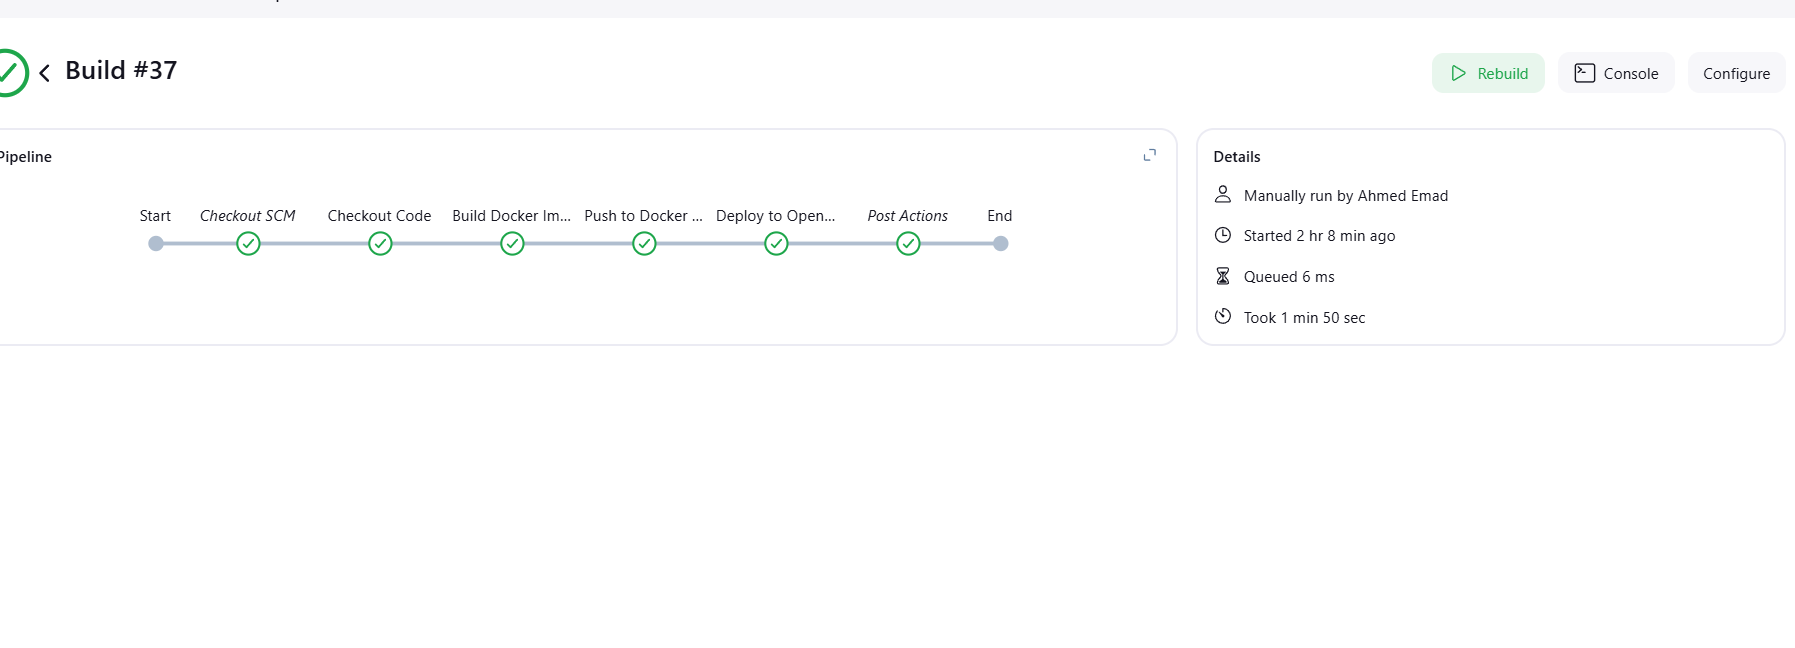 Build #37
Rebuild
Console
Configure
Pipeline
Start
Checkout SCM
Checkout Code
Build Docker Im...
Push to Docker ...
Deploy to Open...
Post Actions
End
Details
Manually run by Ahmed Emad
Started 2 hr 8 min ago
Queued 6 ms
Took 1 min 50 sec